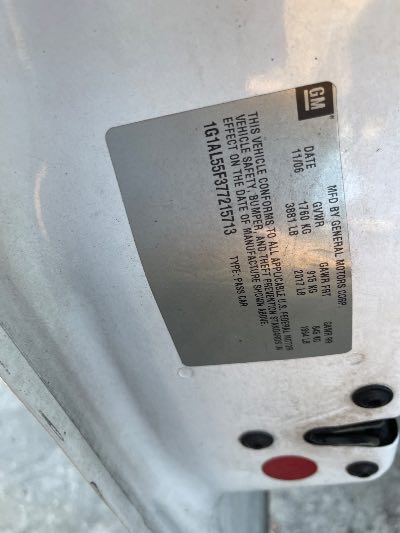 GM
MFD BY GENERAL MOTORS CORP.
DATE GVWR GAWR FRT. GAWR RR
11/06 1760 KG 915 KG 845 KG
3881 LB 2017 LB 1864 LB
THIS VEHICLE CONFORMS TO ALL APPLICABLE U.S. FEDERAL MOTOR
VEHICLE SAFETY, BUMPER, AND THEFT PREVENTION STANDARDS IN
EFFECT ON THE DATE OF MANUFACTURE SHOWN ABOVE.
1G1AL55F377215713 TYPE: PASS CAR